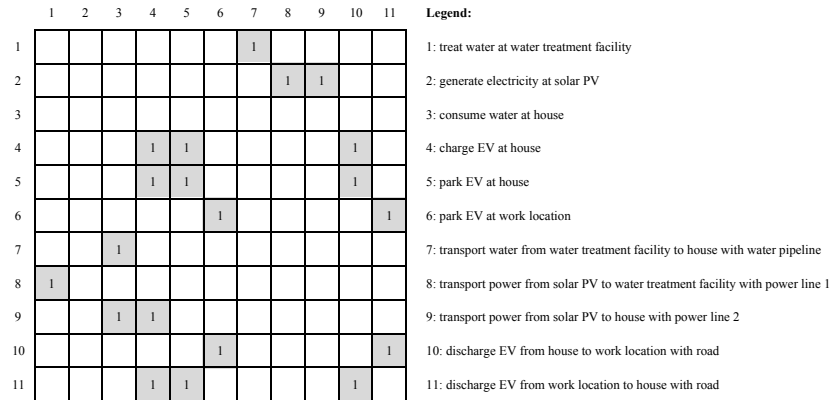 1 2 3 4 5 6 7 8 9 10 11 Legend:
1 1 1: treat water at water treatment facility
2 1 1 2: generate electricity at solar PV
3 3: consume water at house
4 1 1 1 4: charge EV at house
5 1 1 1 5: park EV at house
6 1 1 6: park EV at work location
7 1 7: transport water from water treatment facility to house with water pipeline
8 1 8: transport power from solar PV to water treatment facility with power line 1
9 1 1 9: transport power from solar PV to house with power line 2
10 1 1 10: discharge EV from house to work location with road
11 1 1 1 11: discharge EV from work location to house with road